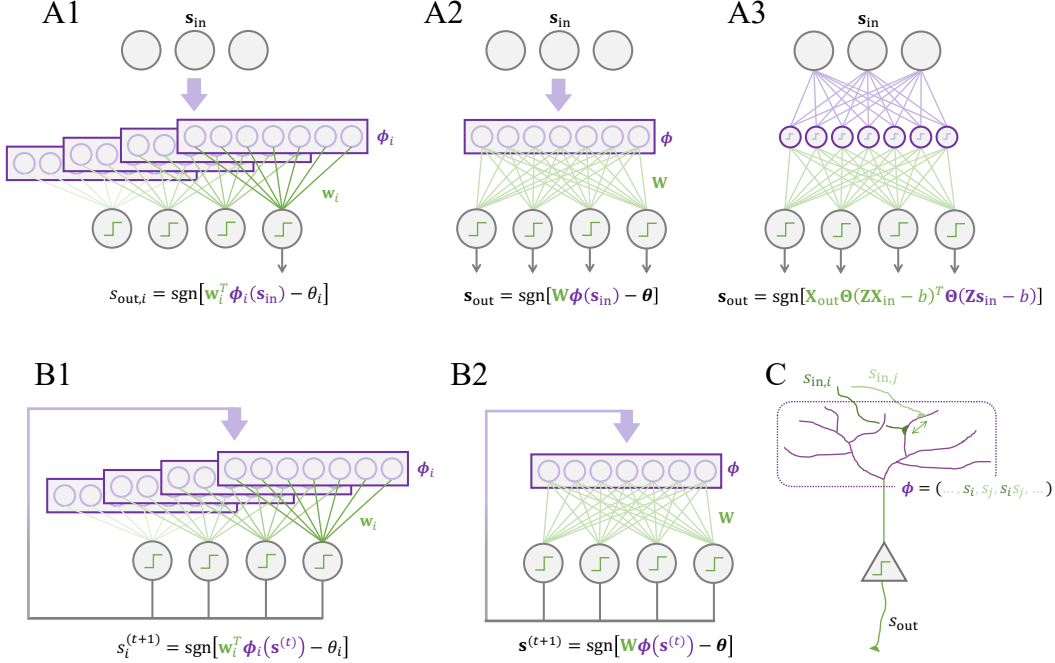 A1
s_in
ϕ_i
w_i
s_out,i = sgn[w_i^T ϕ_i(s_in) − θ_i]
A2
s_in
ϕ
W
s_out = sgn[Wϕ(s_in) − θ]
A3
s_in
s_out = sgn[X_out Θ(ZX_in − b)^T Θ(Zs_in − b)]
B1
ϕ_i
w_i
s_i^(t+1) = sgn[w_i^T ϕ_i(s^(t)) − θ_i]
B2
ϕ
W
s^(t+1) = sgn[Wϕ(s^(t)) − θ]
C
s_in,i
s_in,j
ϕ = (..., s_i, s_j, s_i s_j, ...)
s_out